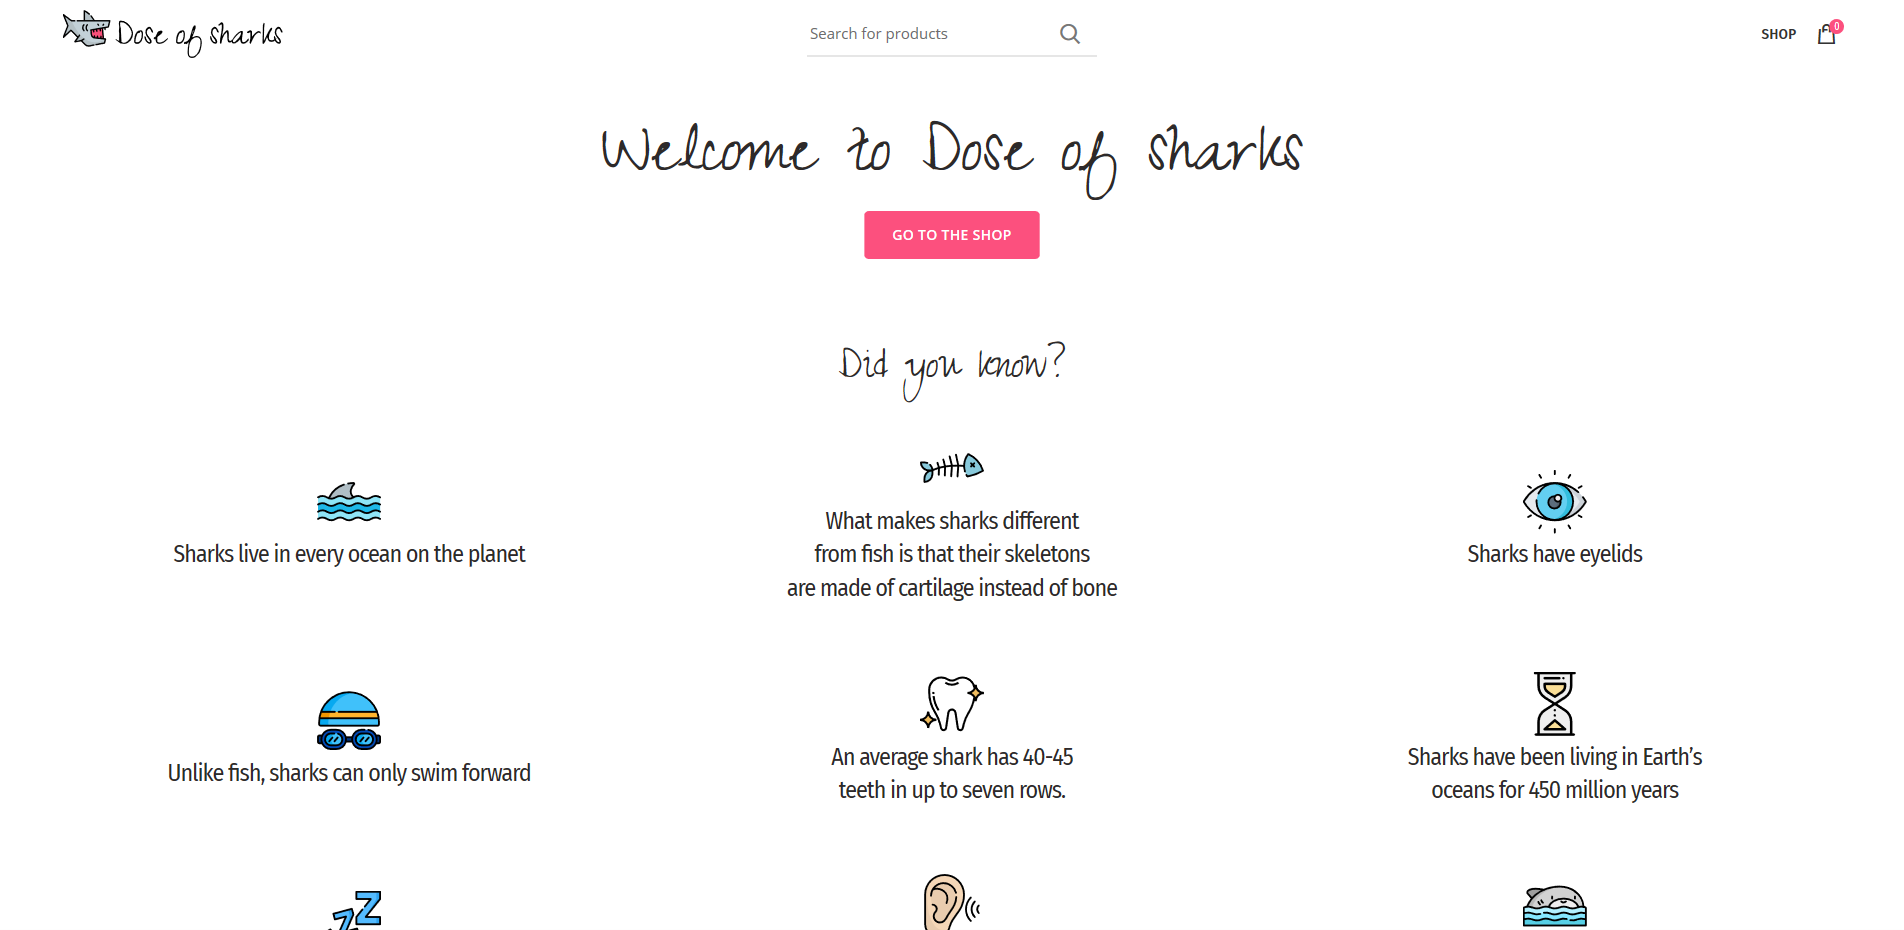 Dose of sharks
Search for products
SHOP
0
Welcome to Dose of sharks
GO TO THE SHOP
Did you know?
Sharks live in every ocean on the planet
What makes sharks different
from fish is that their skeletons
are made of cartilage instead of bone
Sharks have eyelids
Unlike fish, sharks can only swim forward
An average shark has 40-45
teeth in up to seven rows.
Sharks have been living in Earth’s
oceans for 450 million years
ZZ